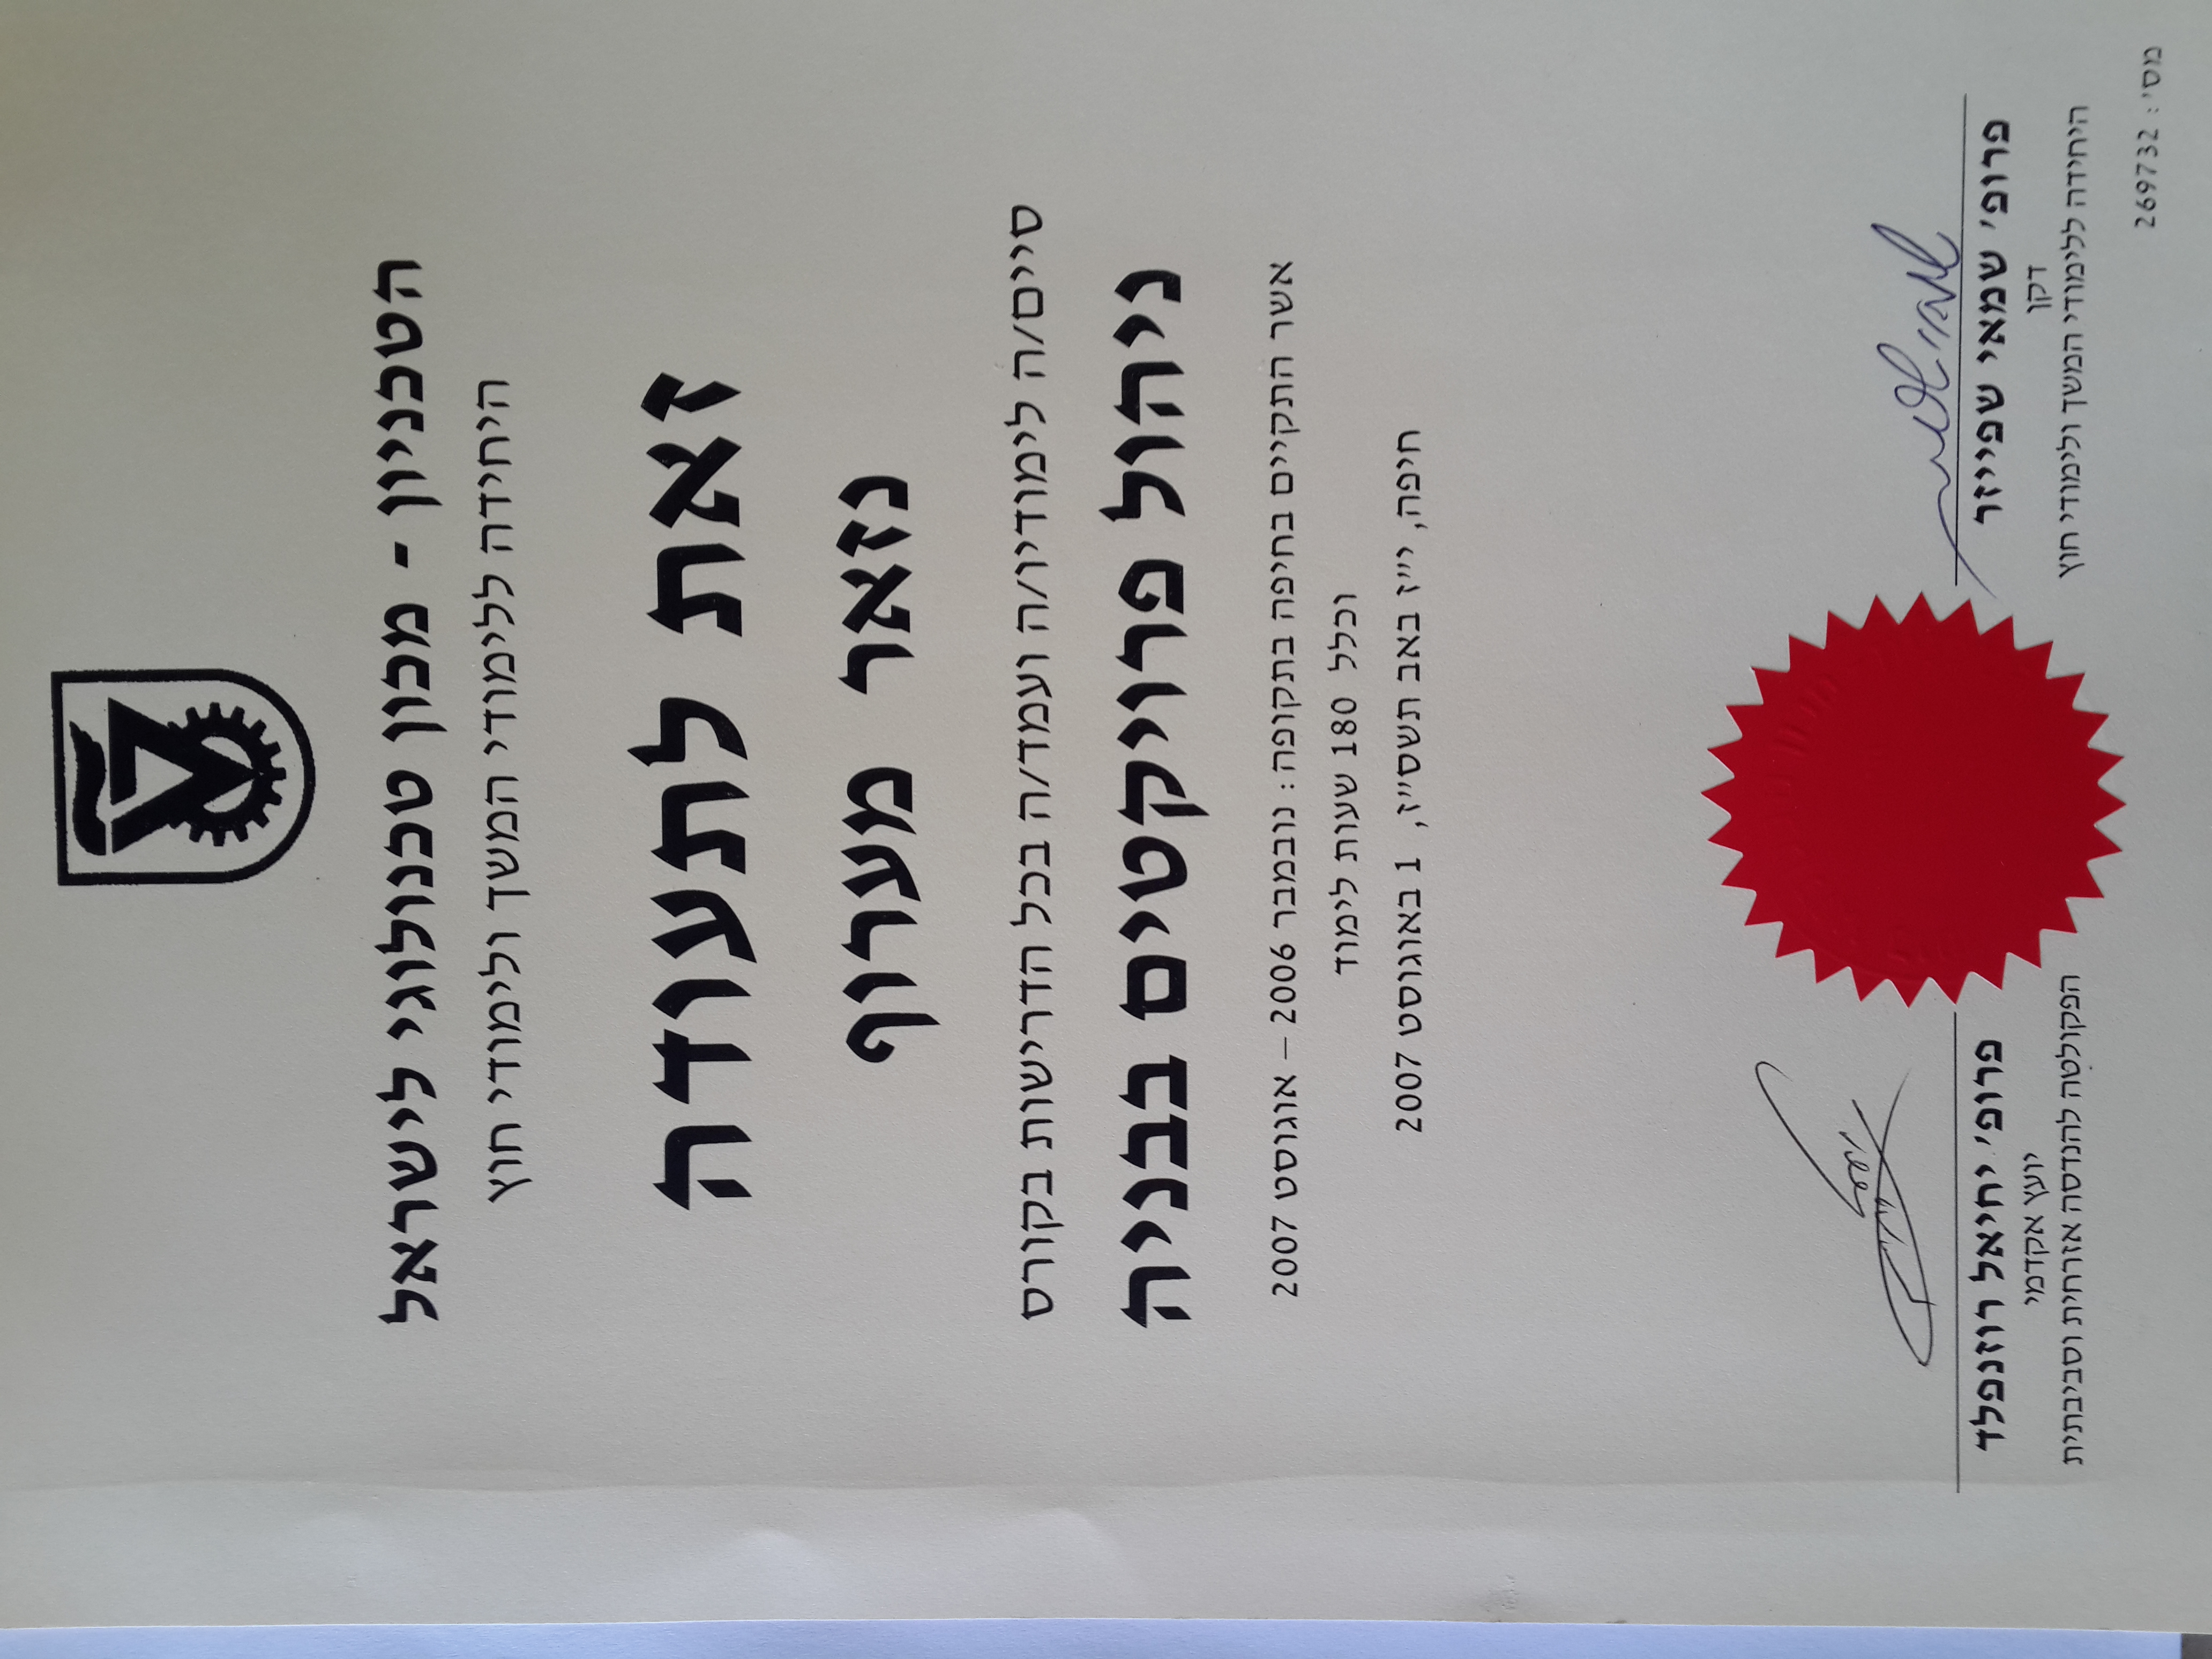 הטכניון - מכון טכנולוגי לישראל
היחידה ללימודי המשך ולימודי חוץ
זאת לתעודה
נזאר מערוף
סיים/ה לימודיו/ה ועמד/ה בכל הדרישות בקורס
ניהול פרויקטים בבניה
אשר התקיים בחיפה בתקופה: נובמבר 2006 – אוגוסט 2007
וכלל 180 שעות לימוד
חיפה, י״ז באב תשס״ז, 1 באוגוסט 2007
פרופ׳ שמאי שפייזר
דקן
היחידה ללימודי המשך ולימודי חוץ
פרופ׳ יחיאל רוזנפלד
יועץ אקדמי
הפקולטה להנדסה אזרחית וסביבתית
מס׳: 269732